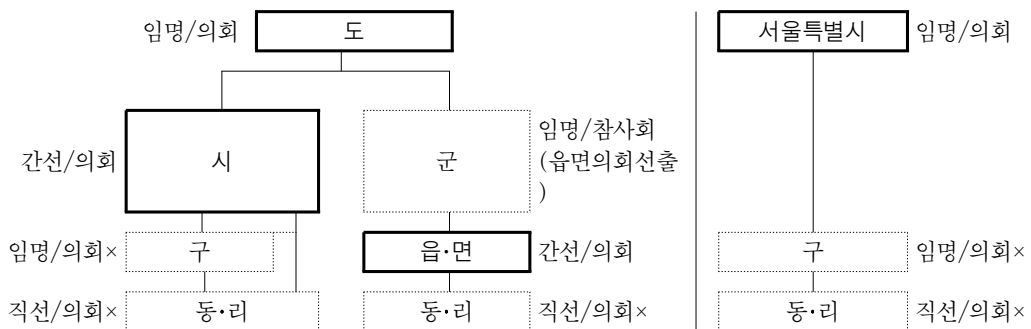 임명/의회 도 서울특별시 임명/의회
간선/의회 시 군 임명/참사회
(읍면의회선출
)
임명/의회× 구 읍·면 간선/의회 구 임명/의회×
직선/의회× 동·리 동·리 직선/의회× 동·리 직선/의회×